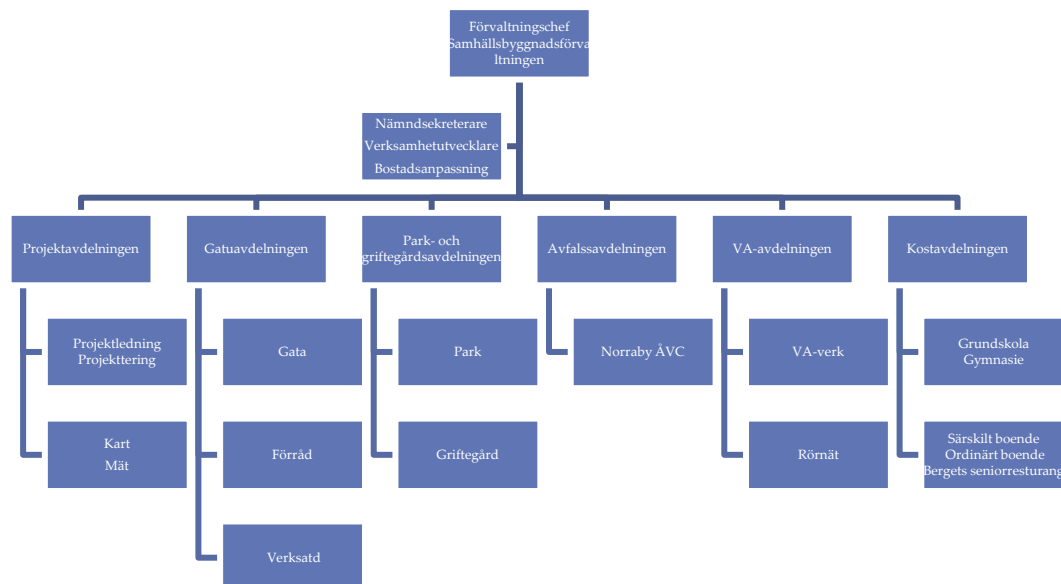 Förvaltningschef
Samhällsbyggnadsförva
ltningen
Nämndsekreterare
Verksamhetutvecklare
Bostadsanpassning
Projektavdelningen
Gatuavdelningen
Park- och
griftegårdsavdelningen
Avfalssavdelningen
VA-avdelningen
Kostavdelningen
Projektledning
Projekttering
Gata
Park
Norraby ÅVC
VA-verk
Grundskola
Gymnasie
Kart
Mät
Förråd
Griftegård
Rörnät
Särskilt boende
Ordinärt boende
Bergets seniorresturang
Verksatd